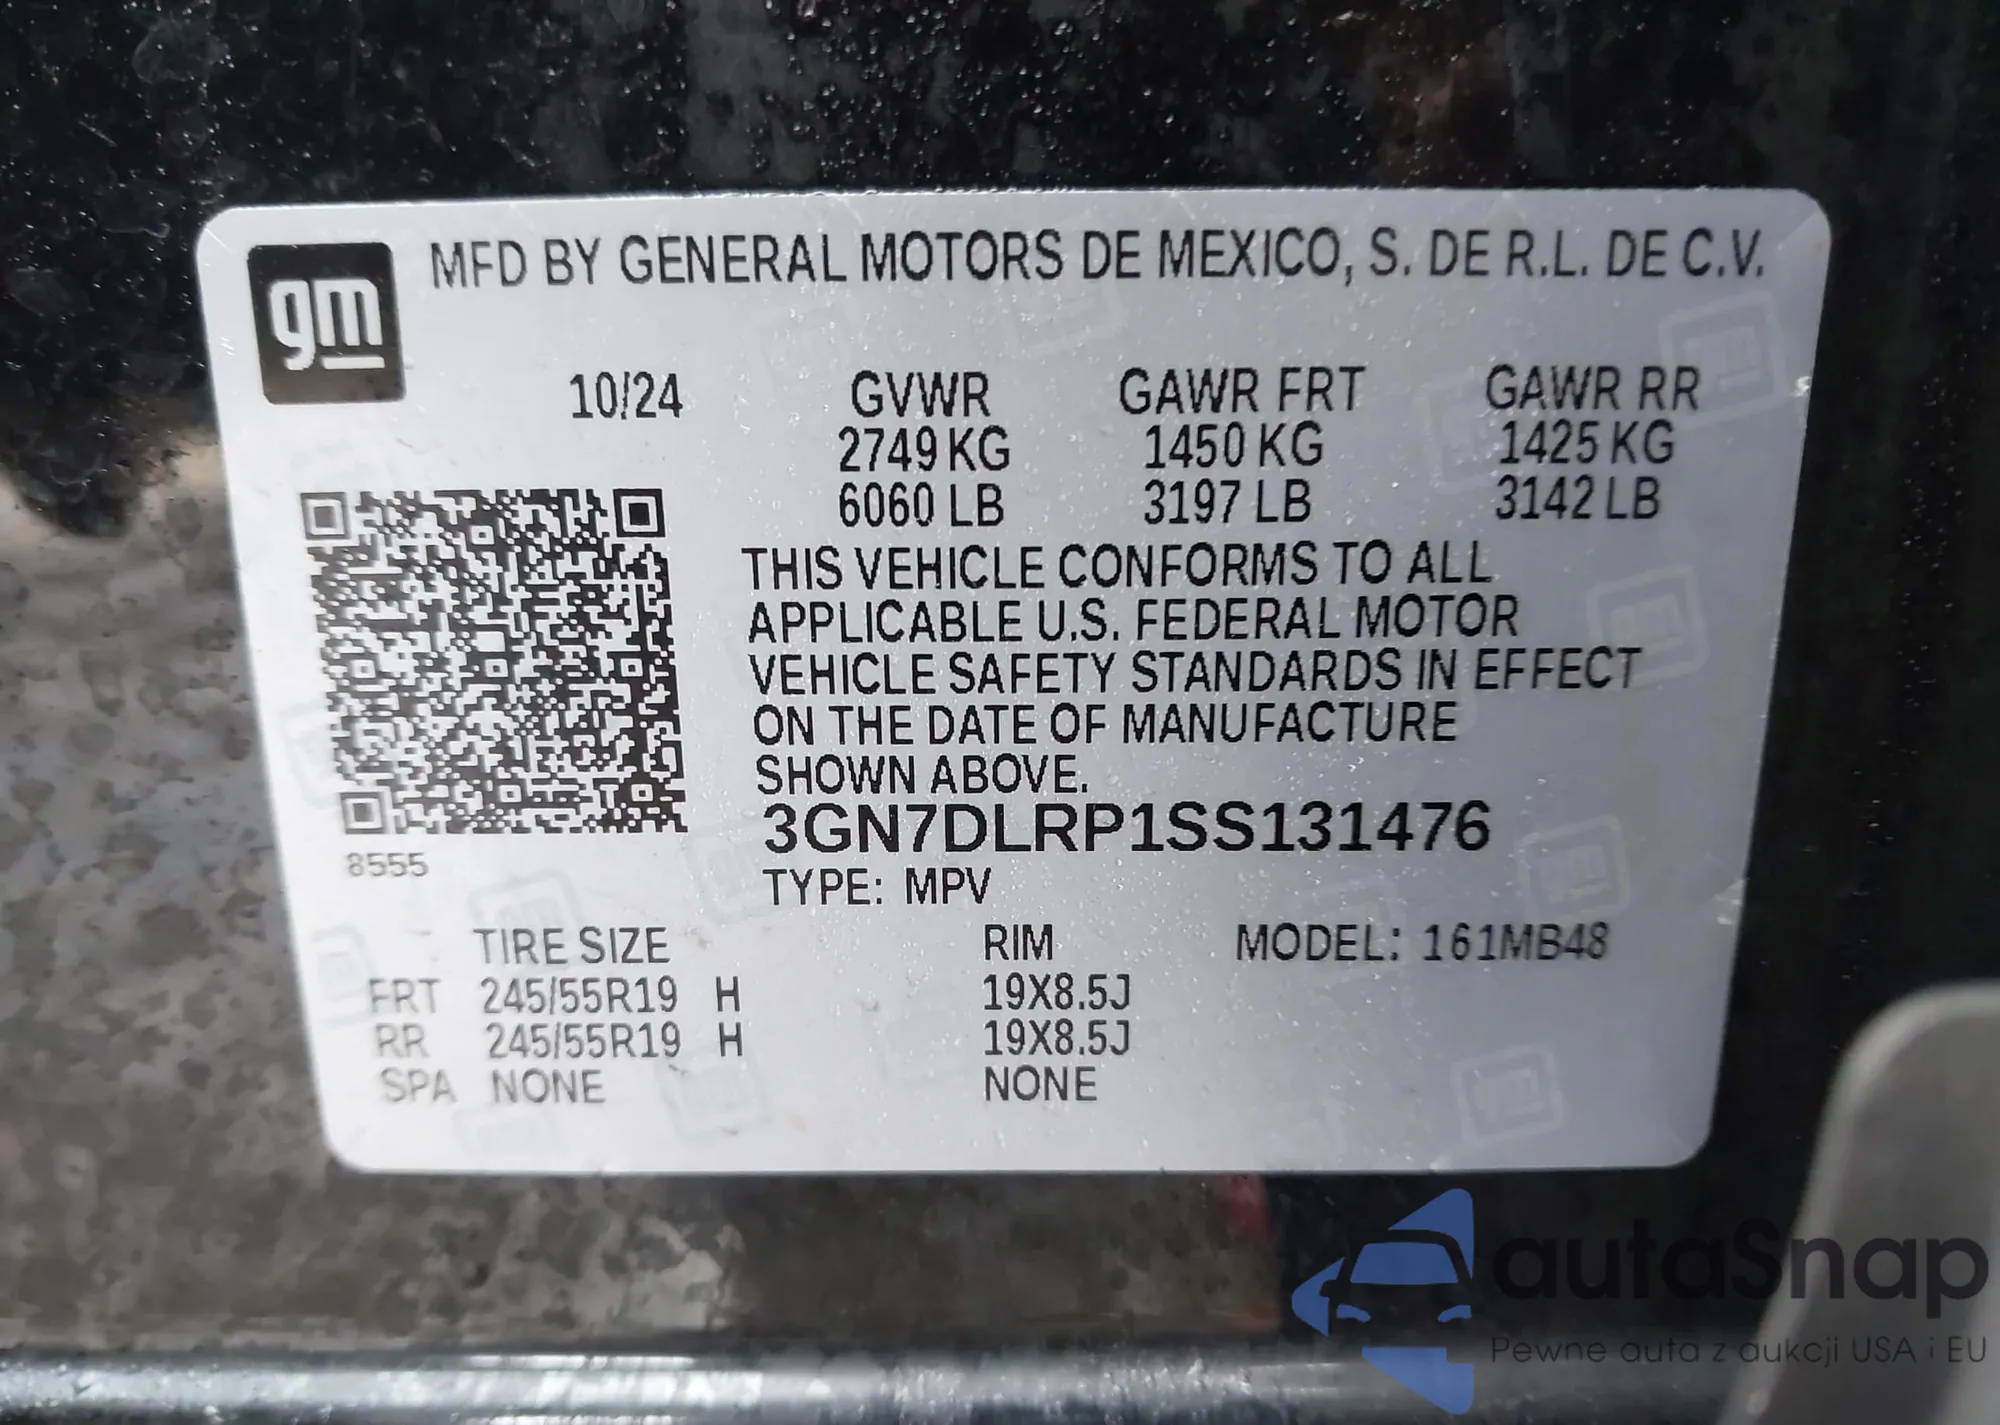 gm
MFD BY GENERAL MOTORS DE MEXICO, S. DE R.L. DE C.V.
10/24 GVWR GAWR FRT GAWR RR
2749 KG 1450 KG 1425 KG
6060 LB 3197 LB 3142 LB
THIS VEHICLE CONFORMS TO ALL
APPLICABLE U.S. FEDERAL MOTOR
VEHICLE SAFETY STANDARDS IN EFFECT
ON THE DATE OF MANUFACTURE
SHOWN ABOVE.
3GN7DLRP1SS131476
8555
TYPE: MPV
TIRE SIZE RIM MODEL: 161MB48
FRT 245/55R19 H 19X8.5J
RR 245/55R19 H 19X8.5J
SPA NONE NONE
autaSnap
Pewne auta z aukcji USA i EU